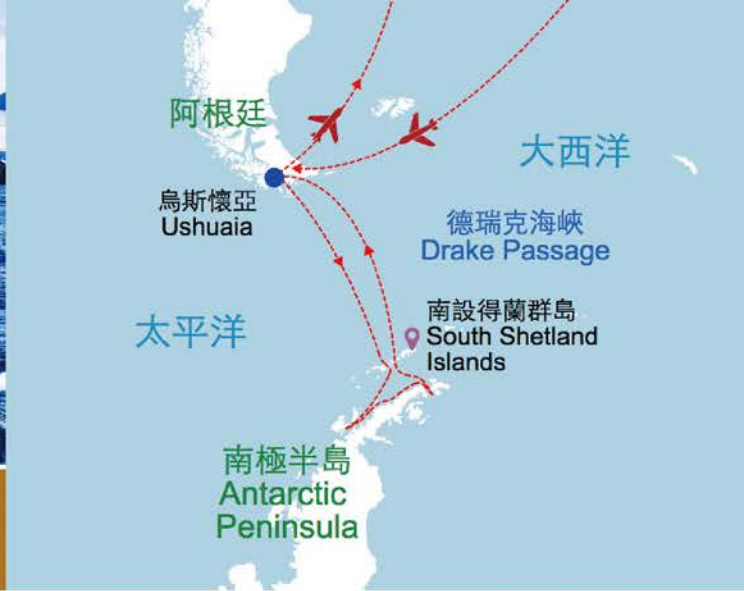 阿根廷
大西洋
烏斯懷亞
Ushuaia
德瑞克海峽
Drake Passage
太平洋
南設得蘭群島
South Shetland
Islands
南極半島
Antarctic
Peninsula